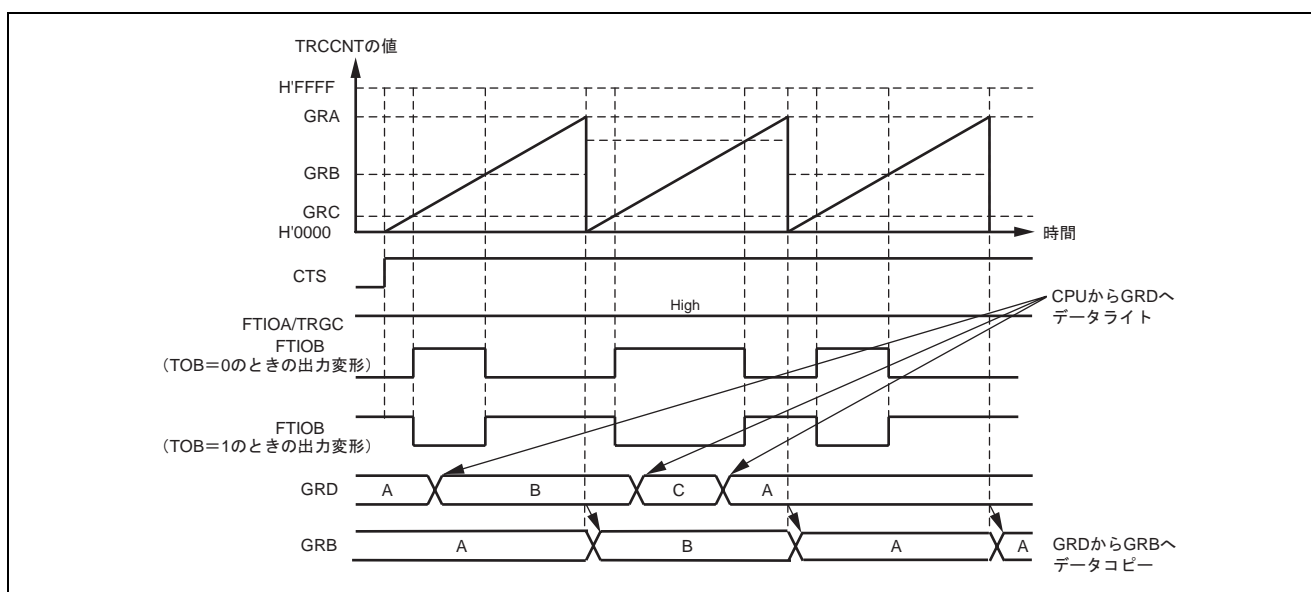 TRCCNTの値
H'FFFF
GRA
GRB
GRC
H'0000
時間
CTS
High
CPUからGRDへ
データライト
FTIOA/TRGC
FTIOB
（TOB＝0のときの出力変形）
FTIOB
（TOB＝1のときの出力変形）
GRD
A
B
C
A
GRB
A
B
A
A
GRDからGRBへ
データコピー